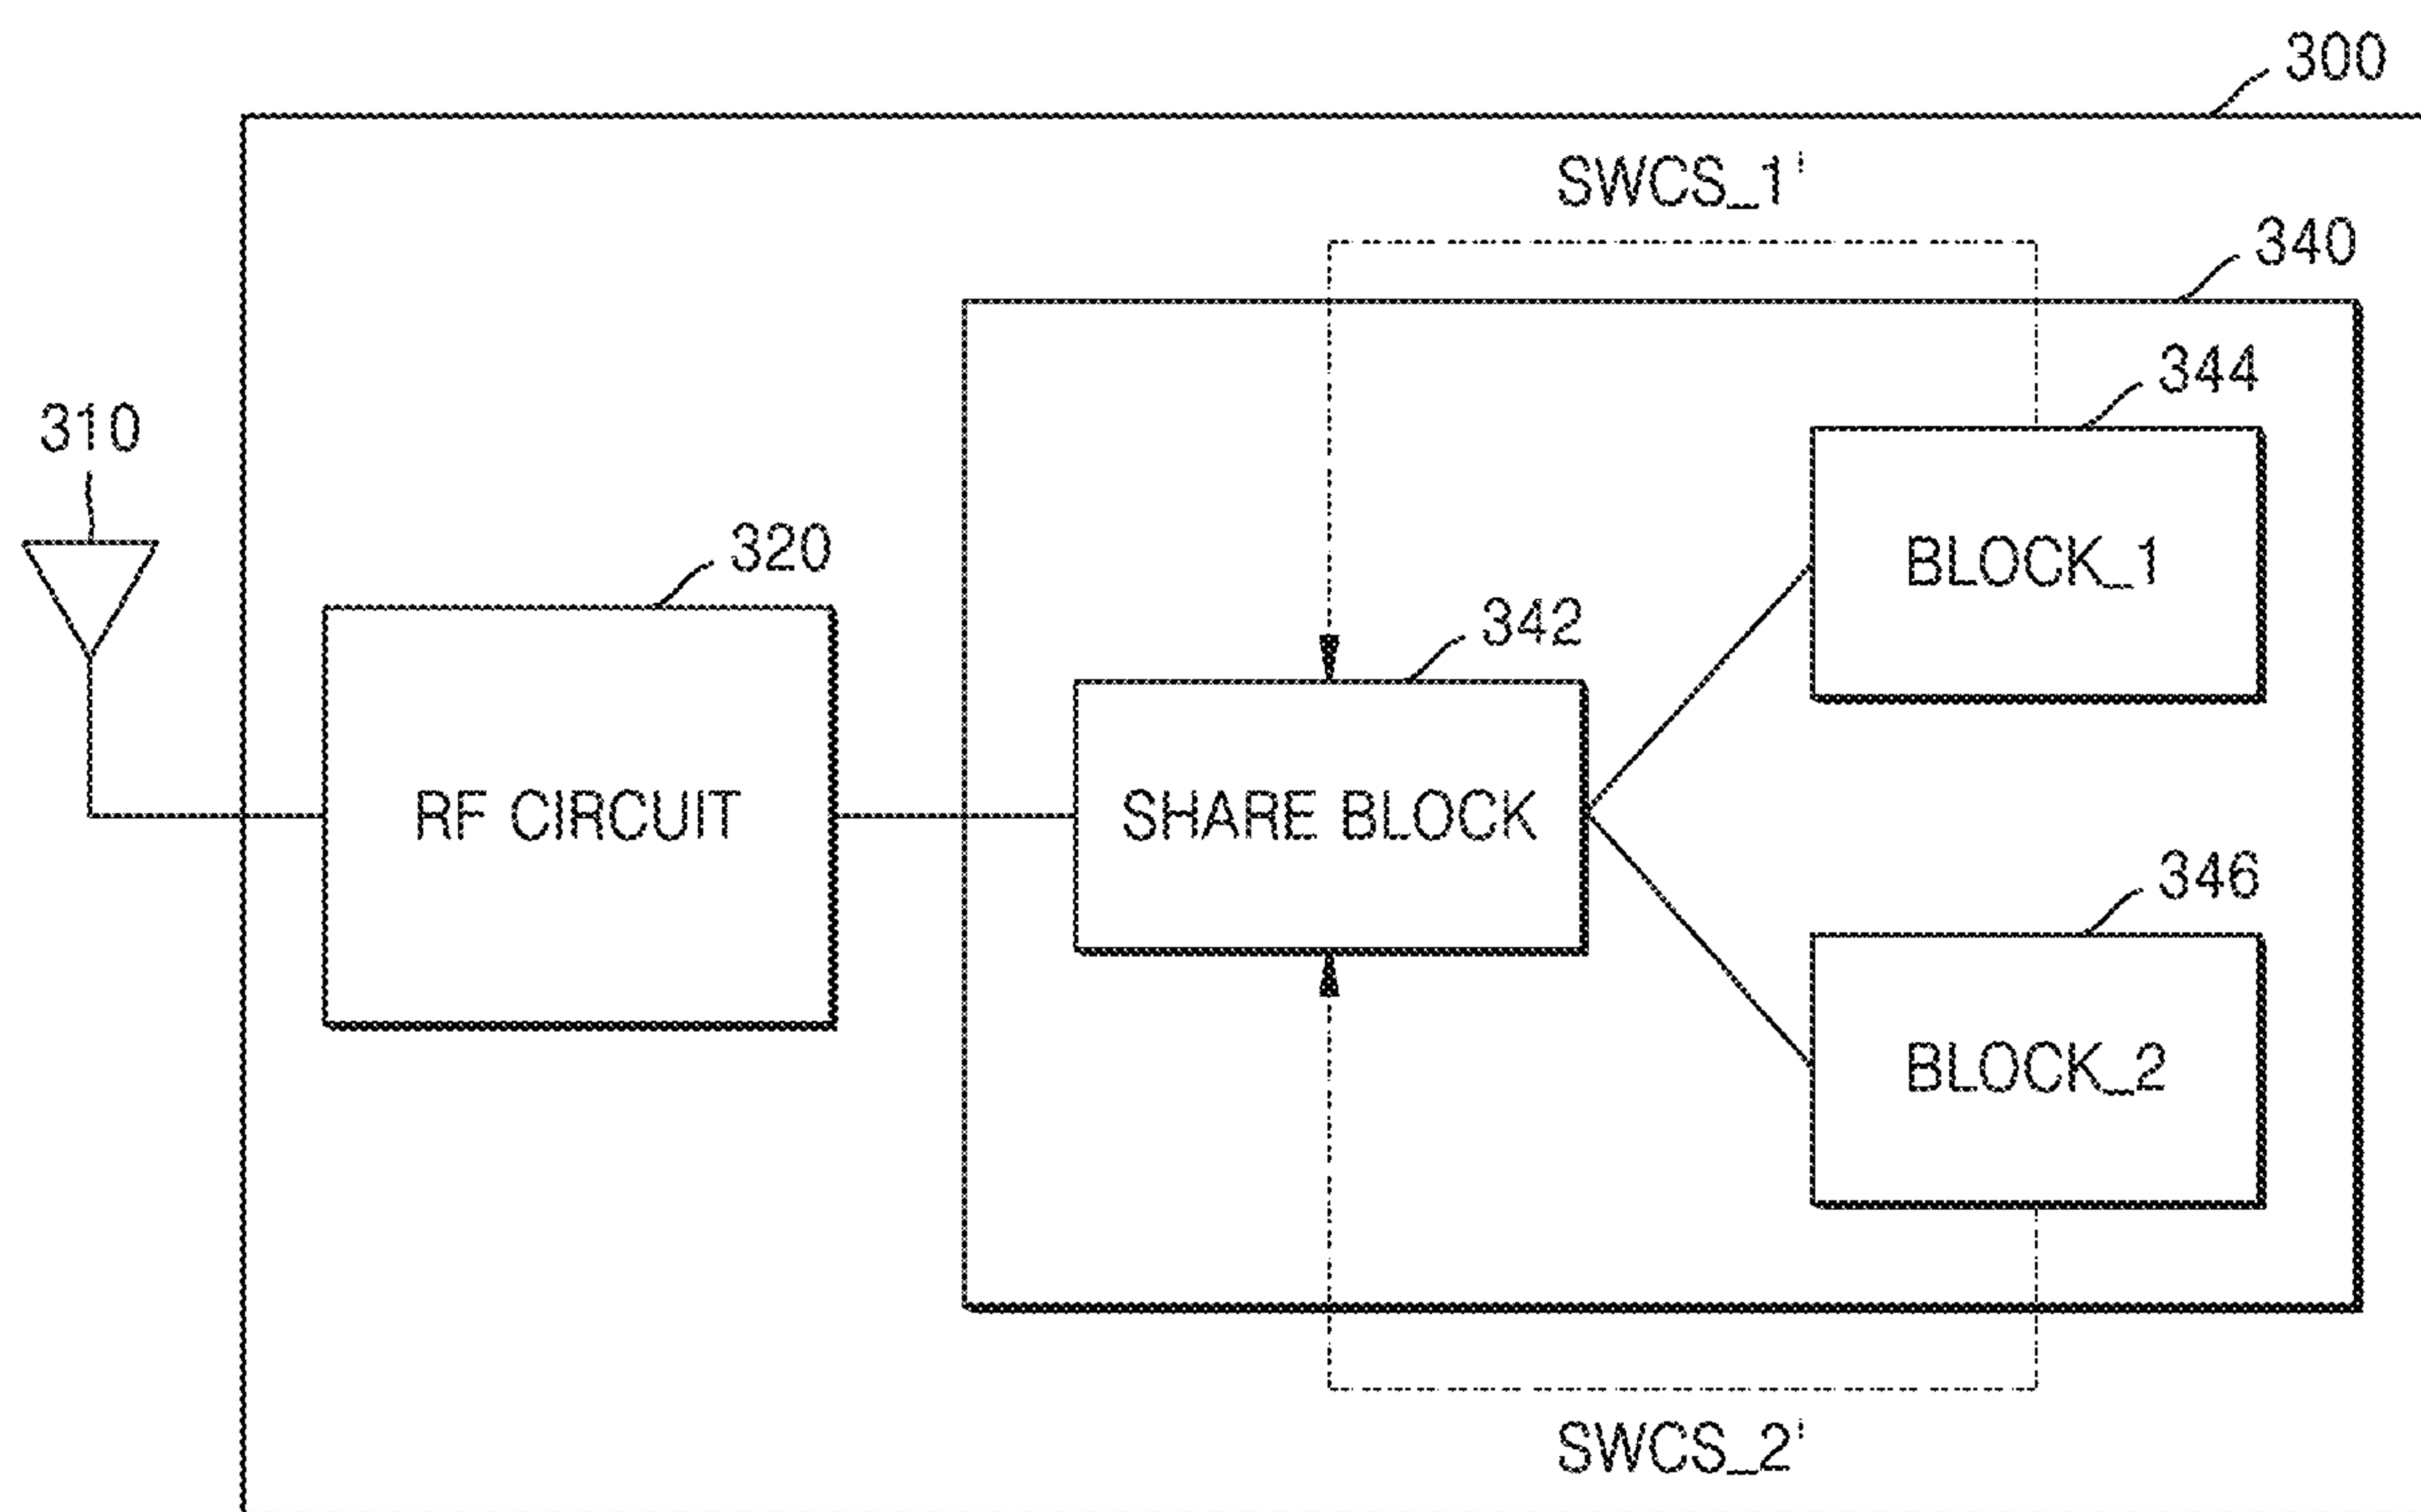 300
SWCS_1'
340
344
310
BLOCK_1
320
342
RF CIRCUIT
SHARE BLOCK
346
BLOCK_2
SWCS_2'